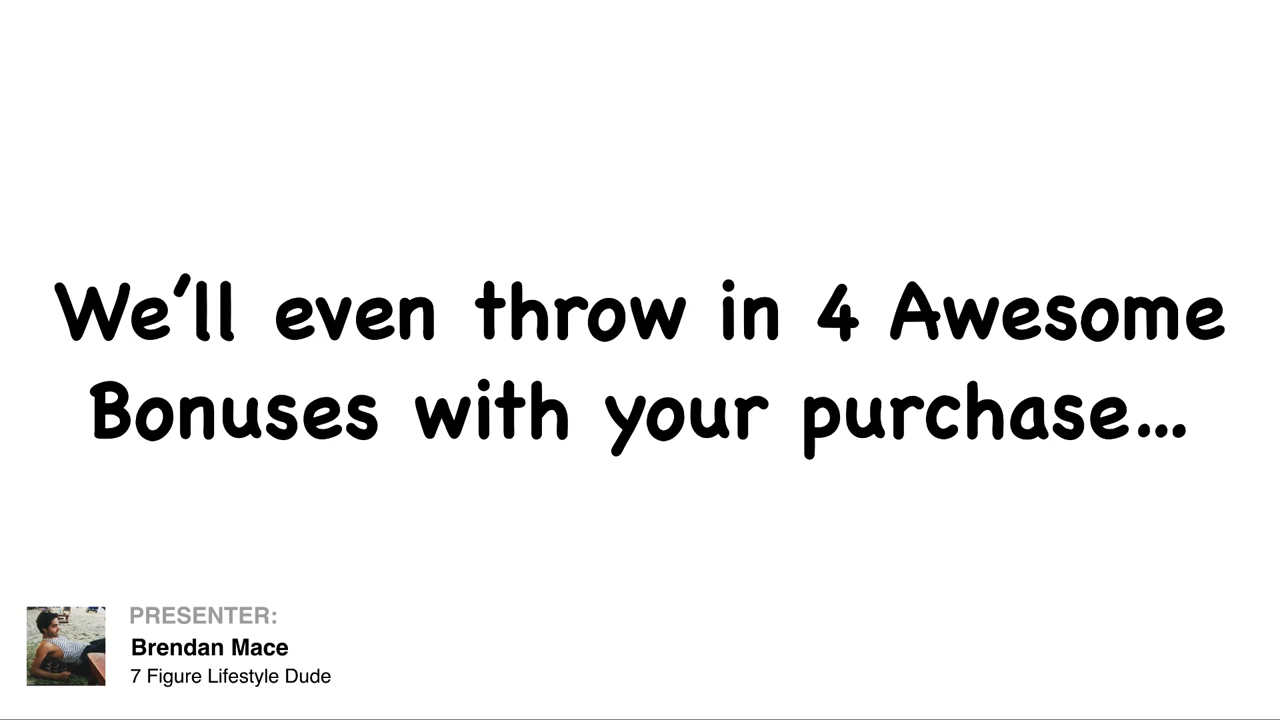 We'll even throw in 4 Awesome
Bonuses with your purchase...
PRESENTER:
Brendan Mace
7 Figure Lifestyle Dude